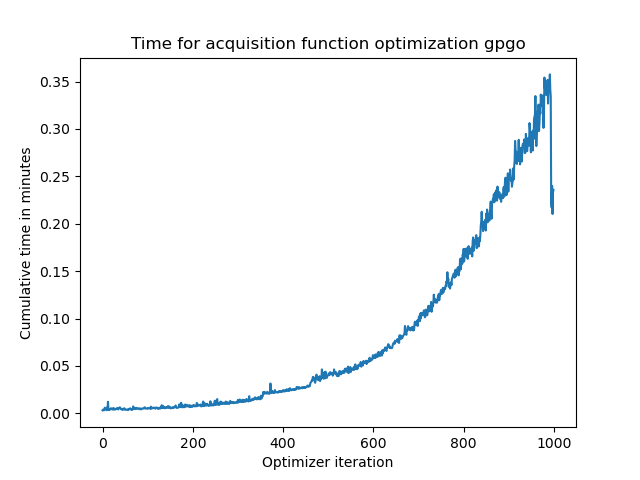 Time for acquisition function optimization gpgo
0.35
0.30
0.25
0.20
0.15
0.10
0.05
0.00
Cumulative time in minutes
0 200 400 600 800 1000
Optimizer iteration